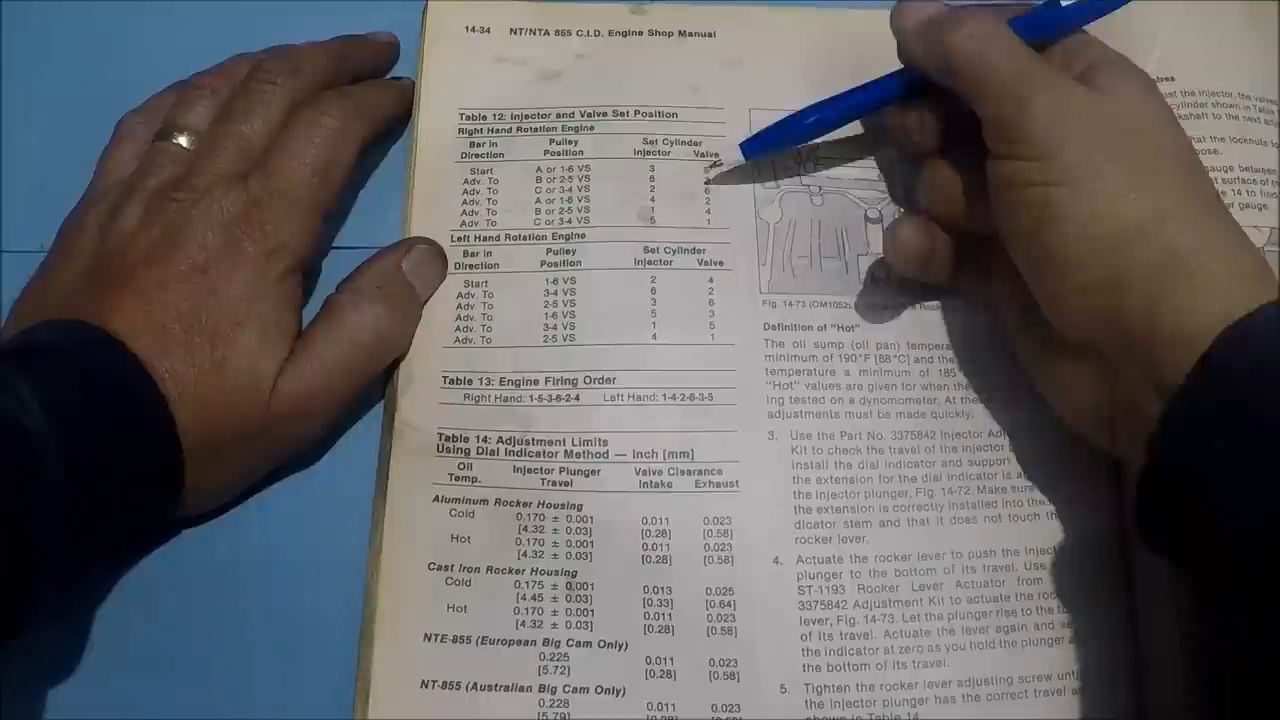 14-34 NT/NTA 855 C.I.D. Engine Shop Manual
Table 12: Injector and Valve Set Position
Right Hand Rotation Engine
Bar in Pulley Set Cylinder
Direction Position Injector Valve
Start A or 1-6 VS 3
Adv. To B or 2-5 VS 6
Adv. To C or 3-4 VS 2 6
Adv. To A or 1-6 VS 4 2
Adv. To B or 2-5 VS 1 4
Adv. To C or 3-4 VS 5 1
Left Hand Rotation Engine
Bar in Pulley Set Cylinder
Direction Position Injector Valve
Start 1-6 VS 2 4
Adv. To 3-4 VS 6 2
Adv. To 2-5 VS 3 6
Adv. To 1-6 VS 5 3
Adv. To 3-4 VS 1 5
Adv. To 2-5 VS 4 1
Table 13: Engine Firing Order
Right Hand: 1-5-3-6-2-4 Left Hand: 1-4-2-6-3-5
Table 14: Adjustment Limits
Using Dial Indicator Method — Inch [mm]
Oil Injector Plunger Valve Clearance
Temp. Travel Intake Exhaust
Aluminum Rocker Housing
Cold 0.170 ± 0.001 0.011 0.023
[4.32 ± 0.03] [0.28] [0.58]
Hot 0.170 ± 0.001 0.011 0.023
[4.32 ± 0.03] [0.28] [0.58]
Cast Iron Rocker Housing
Cold 0.175 ± 0.001 0.013 0.025
[4.45 ± 0.03] [0.33] [0.64]
Hot 0.170 ± 0.001 0.011 0.023
[4.32 ± 0.03] [0.28] [0.58]
NTE-855 (European Big Cam Only)
0.225 0.011 0.023
[5.72] [0.28] [0.58]
NT-855 (Australian Big Cam Only)
0.228 0.011 0.023
Fig. 14-73
Definition of "Hot"
The oil sump (oil pan)
minimum of 190°F [88°C] and the
temperature a minimum of 185
"Hot" values are given for when the
ing tested on a dynomometer. At
adjustments must be made quickly.
3. Use the Part No. 3375842 Injector
Kit to check the travel of the injector
Install the dial indicator and support
the extension for the dial indicator is
the injector plunger, Fig. 14-72. Make sure
the extension is correctly installed into the
dicator stem and that it does not touch
rocker lever.
4. Actuate the rocker lever to push the
plunger to the bottom of its travel. Use
ST-1193 Rocker Lever Actuator from
3375842 Adjustment Kit to actuate the
lever, Fig. 14-73. Let the plunger rise to the
of its travel. Actuate the lever again and
the indicator at zero as you hold the plunger
the bottom of its travel.
5. Tighten the rocker lever adjusting screw
the injector plunger has the correct travel
shown in Table 14
the injector, the
cylinder shown in
to the next
the locknuts
gauge between
surface of
14 to
gauge.